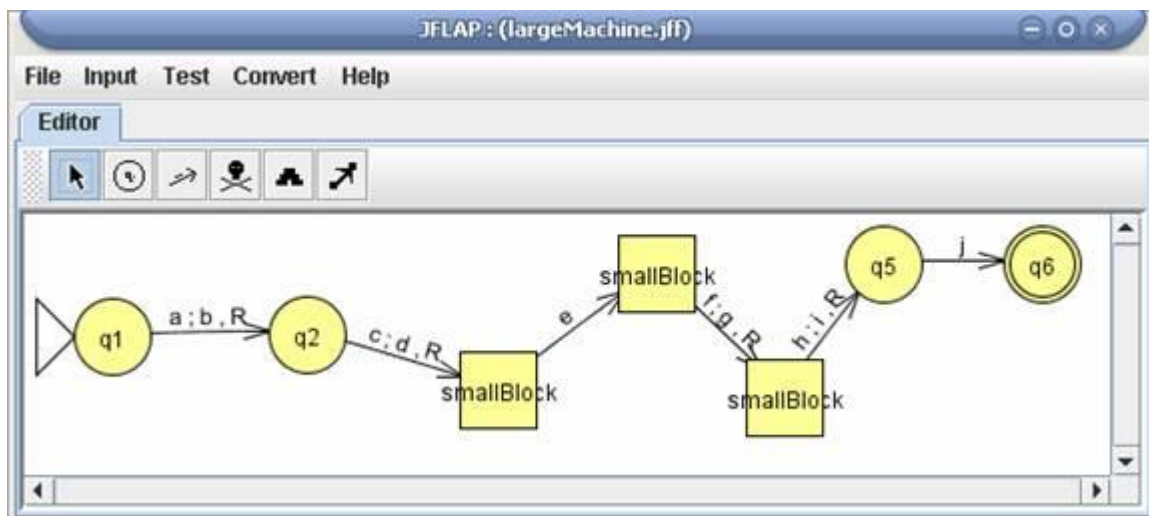 JFLAP : (largeMachine.jff)
File Input Test Convert Help
Editor
q
q1
a ; b , R
q2
c ; d , R
smallBlock
e
smallBlock
f ; g , R
smallBlock
h ; i , R
q5
j
q6